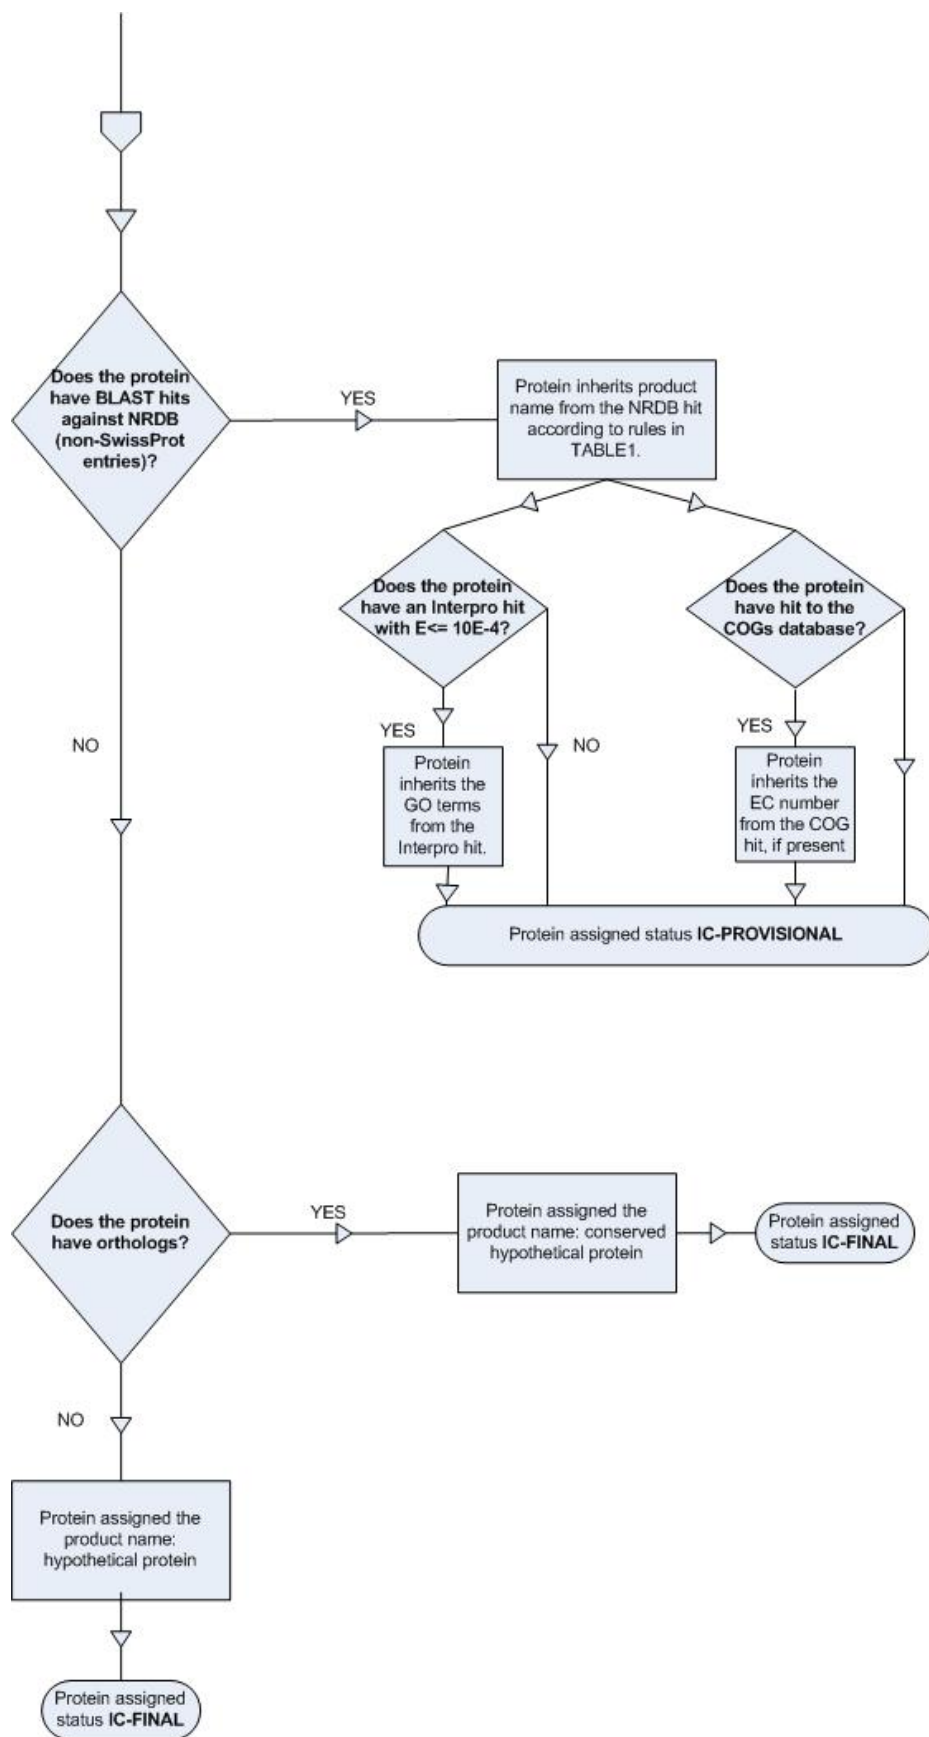 Does the protein
have BLAST hits
against NRDB
(non-SwissProt
entries)?
YES
Protein inherits product
name from the NRDB hit
according to rules in
TABLE1.
Does the protein
have an Interpro hit
with E<= 10E-4?
Does the protein
have hit to the
COGs database?
NO
YES
NO
YES
Protein
inherits the
GO terms
from the
Interpro hit.
Protein
inherits the
EC number
from the COG
hit, if present
Protein assigned status IC-PROVISIONAL
Does the protein
have orthologs?
YES
Protein assigned the
product name: conserved
hypothetical protein
Protein assigned
status IC-FINAL
NO
Protein assigned the
product name:
hypothetical protein
Protein assigned
status IC-FINAL